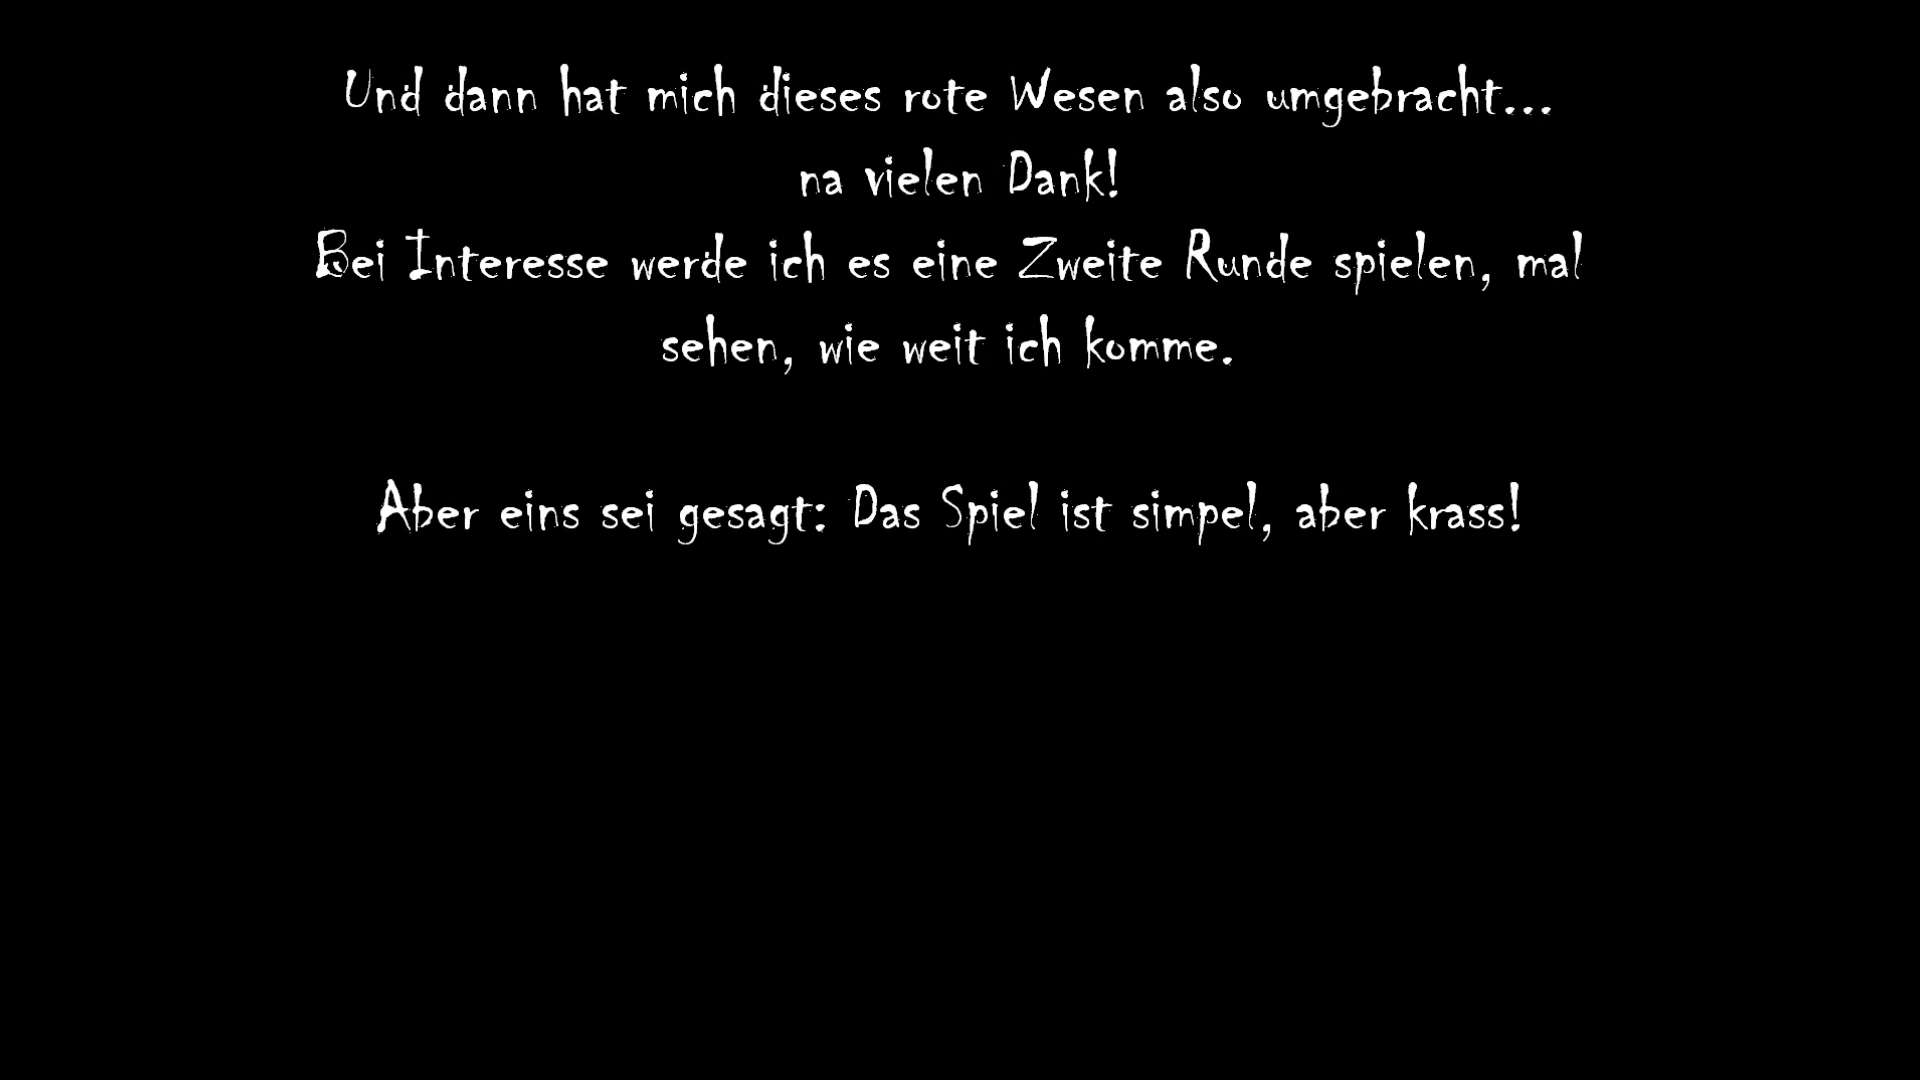 Und dann hat mich dieses rote Wesen also umgebracht...
na vielen Dank!
Bei Interesse werde ich es eine Zweite Runde spielen, mal
sehen, wie weit ich komme.
Aber eins sei gesagt: Das Spiel ist simpel, aber krass!